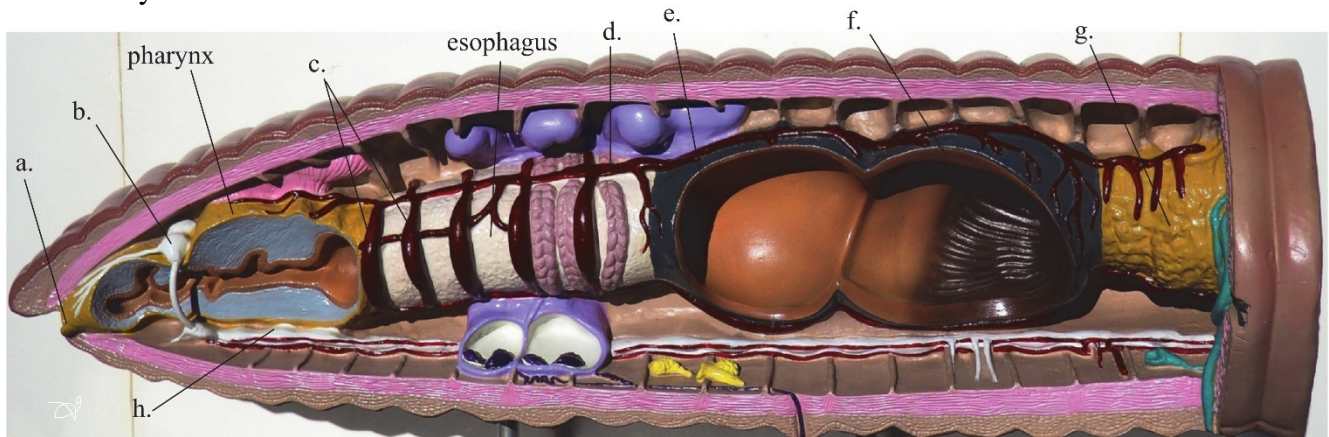 pharynx
esophagus
a.
b.
c.
d.
e.
f.
g.
h.